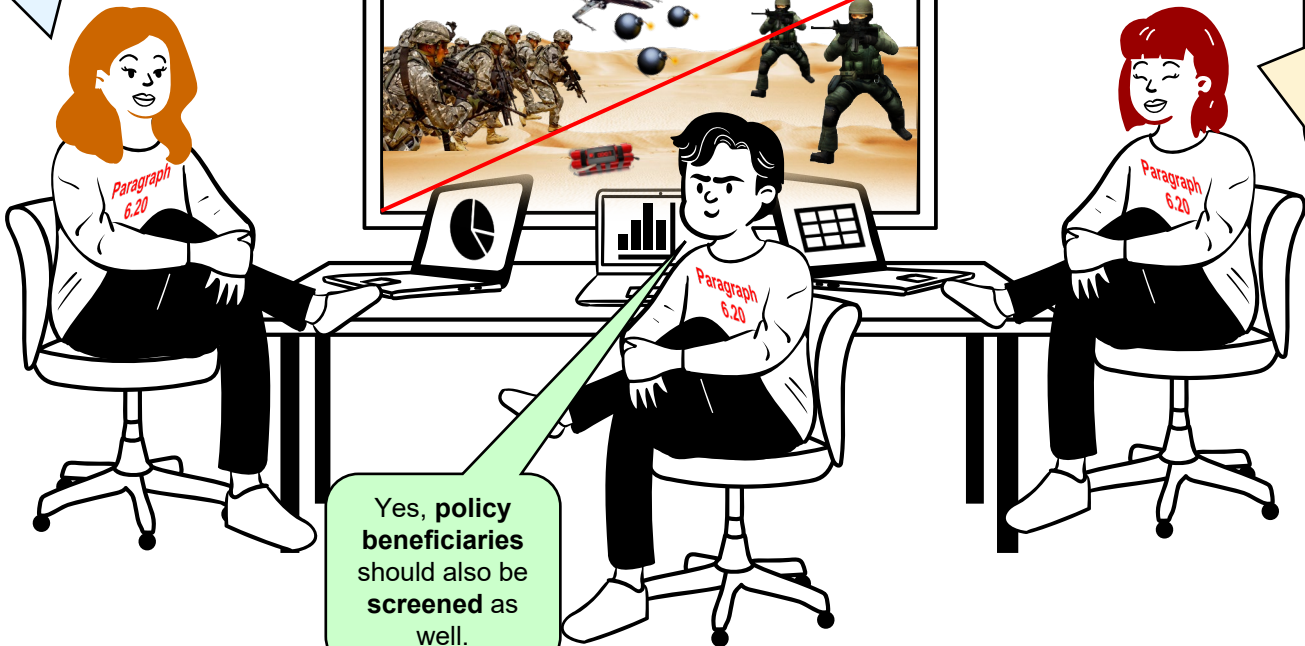 Paragraph
6.20
Paragraph
6.20
Paragraph
6.20
Yes, policy
beneficiaries
should also be
screened as
well.